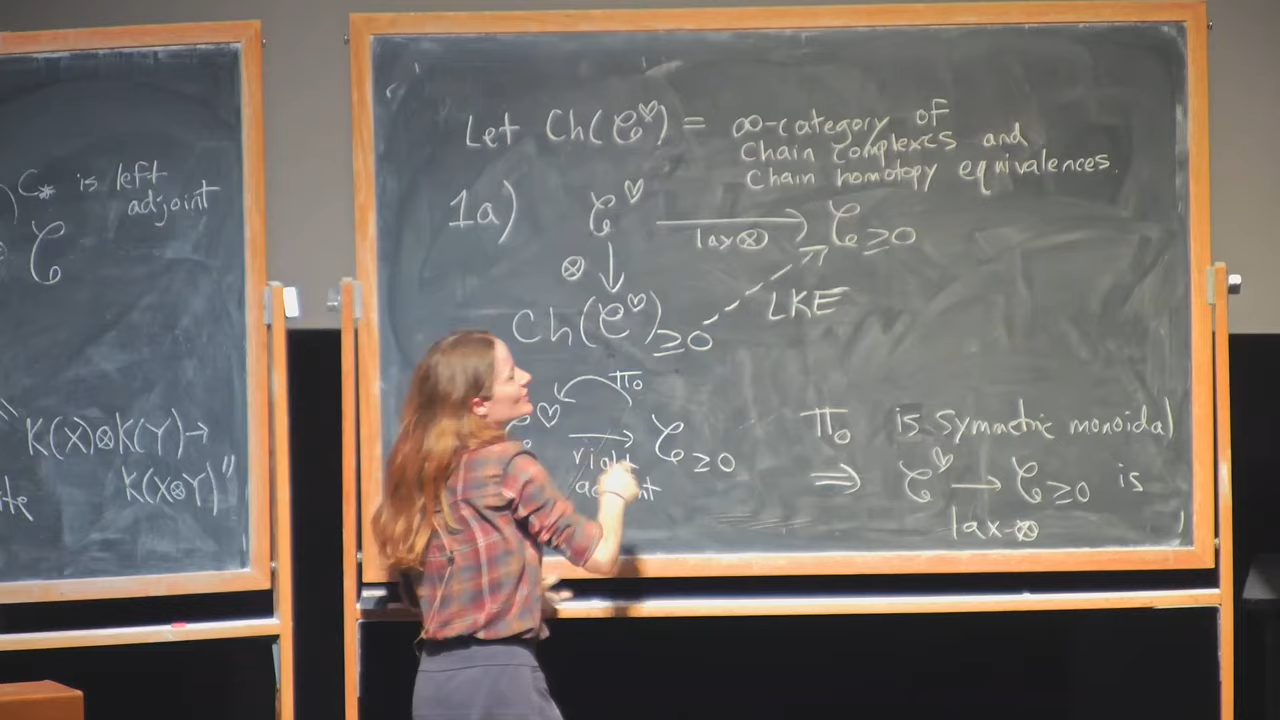 C* is left
adjoint
𝒞
K(X)⊗K(Y)→
K(X⊗Y)"
Let Ch(𝒞♡) = ∞-category of
Chain complexes and
Chain homotopy equivalences.
1a) 𝒞♡ ⟶ 𝒞≥0
lax⊗
⊗ ↓
LKE
Ch(𝒞♡)≥0
π₀
♡ → 𝒞≥0
right
adjoint
π₀ is symmetric monoidal
⇒ 𝒞♡ → 𝒞≥0 is
lax-⊗